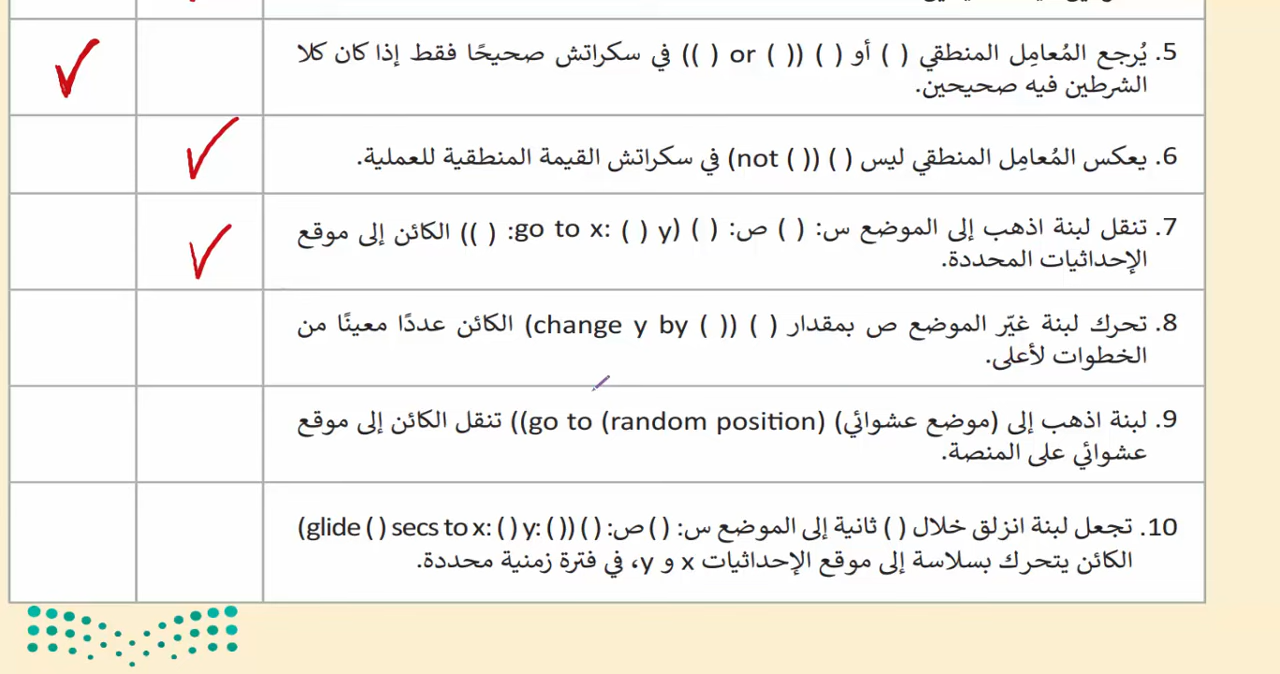 5. يُرجع المُعامِل المنطقي ( ) أو ( ) (( ) or ( )) في سكراتش صحيحًا فقط إذا كان كلا
الشرطين فيه صحيحين.
6. يعكس المُعامِل المنطقي ليس ( ) (not ( )) في سكراتش القيمة المنطقية للعملية.
7. تنقل لبنة اذهب إلى الموضع س: ( ) ص: ( ) (go to x: ( ) y: ( )) الكائن إلى موقع
الإحداثيات المحددة.
8. تحرك لبنة غيّر الموضع ص بمقدار ( ) (change y by ( )) الكائن عددًا معينًا من
الخطوات لأعلى.
9. لبنة اذهب إلى (موضع عشوائي) (go to (random position)) تنقل الكائن إلى موقع
عشوائي على المنصة.
10. تجعل لبنة انزلق خلال ( ) ثانية إلى الموضع س: ( ) ص: ( ) (glide ( ) secs to x: ( ) y: ( ))
الكائن يتحرك بسلاسة إلى موقع الإحداثيات x و y، في فترة زمنية محددة.